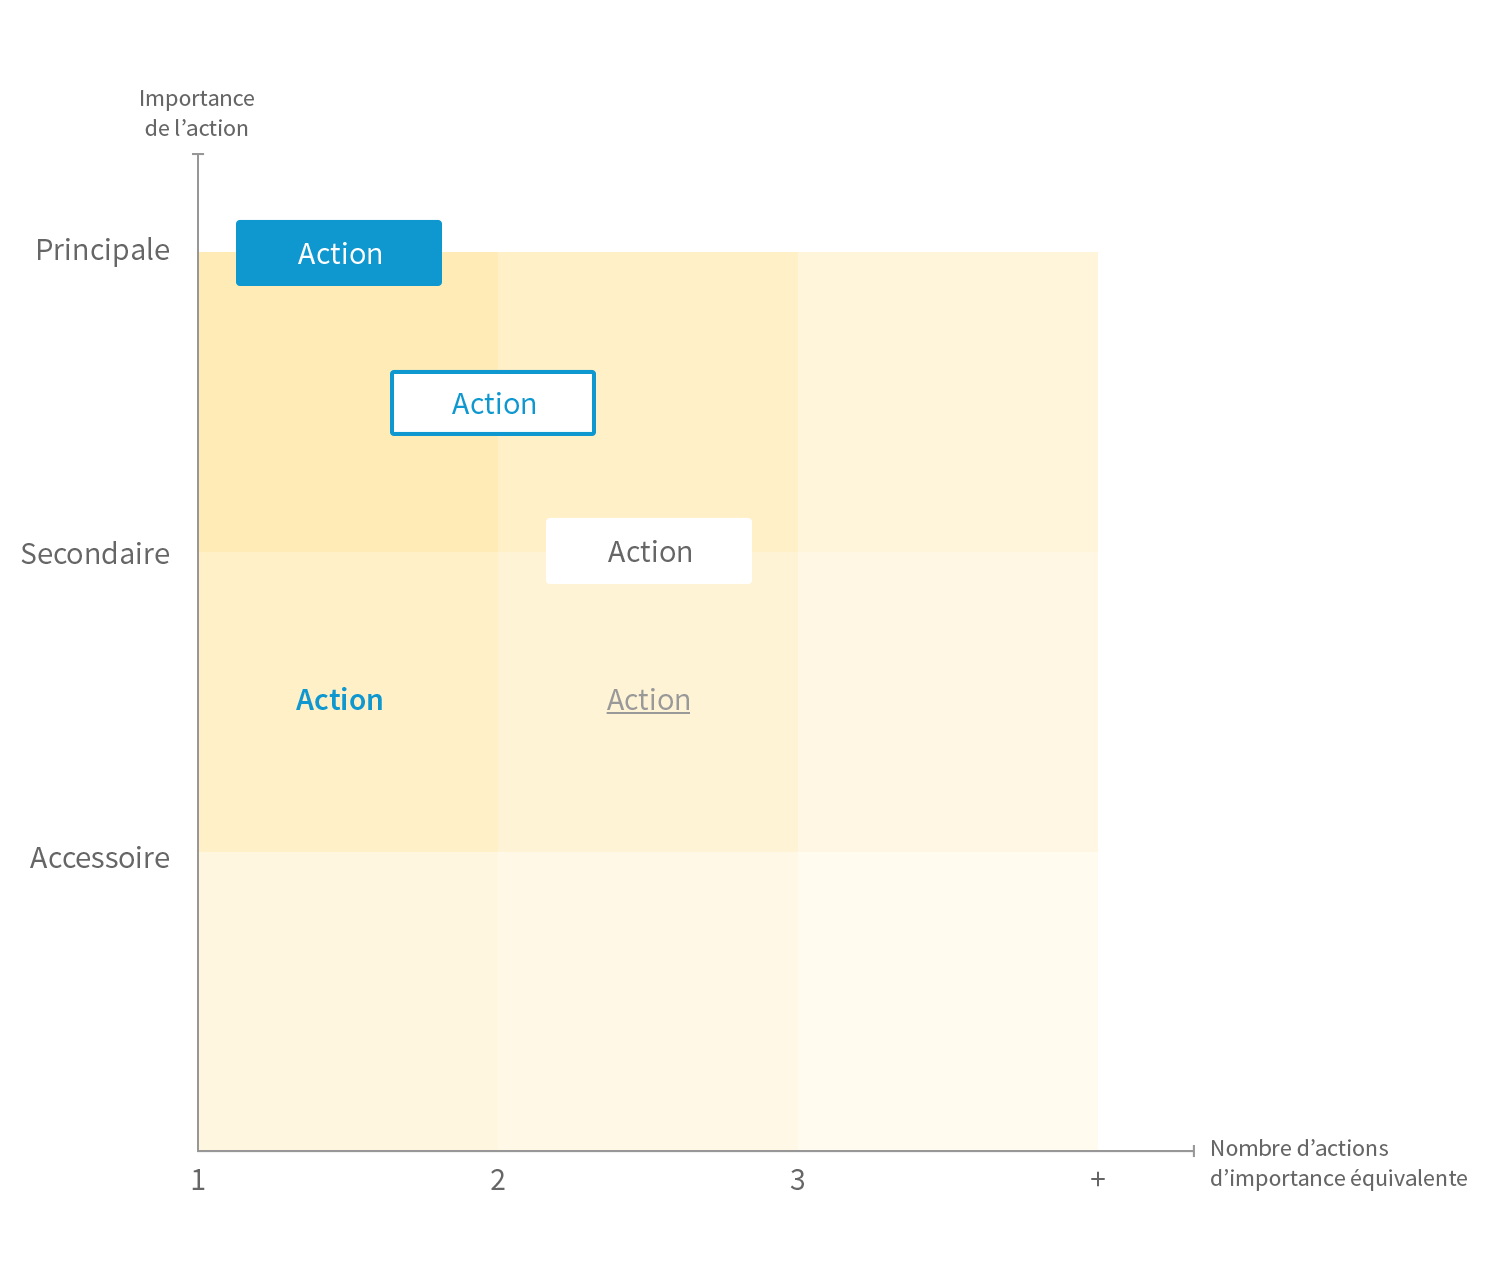 Importance
de l’action
Principale
Action
Action
Secondaire
Action
Action
Action
Accessoire
1
2
3
+
Nombre d’actions
d’importance équivalente